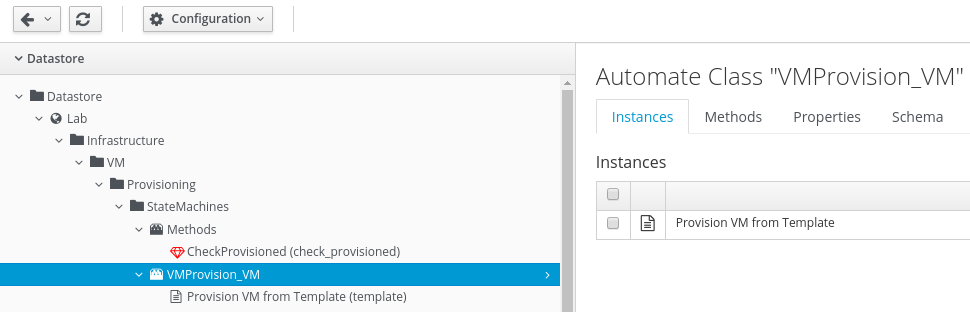 Configuration
Datastore
Datastore
Lab
Infrastructure
VM
Provisioning
StateMachines
Methods
CheckProvisioned (check_provisioned)
VMProvision_VM
Provision VM from Template (template)
Automate Class "VMProvision_VM"
Instances Methods Properties Schema
Instances
Provision VM from Template